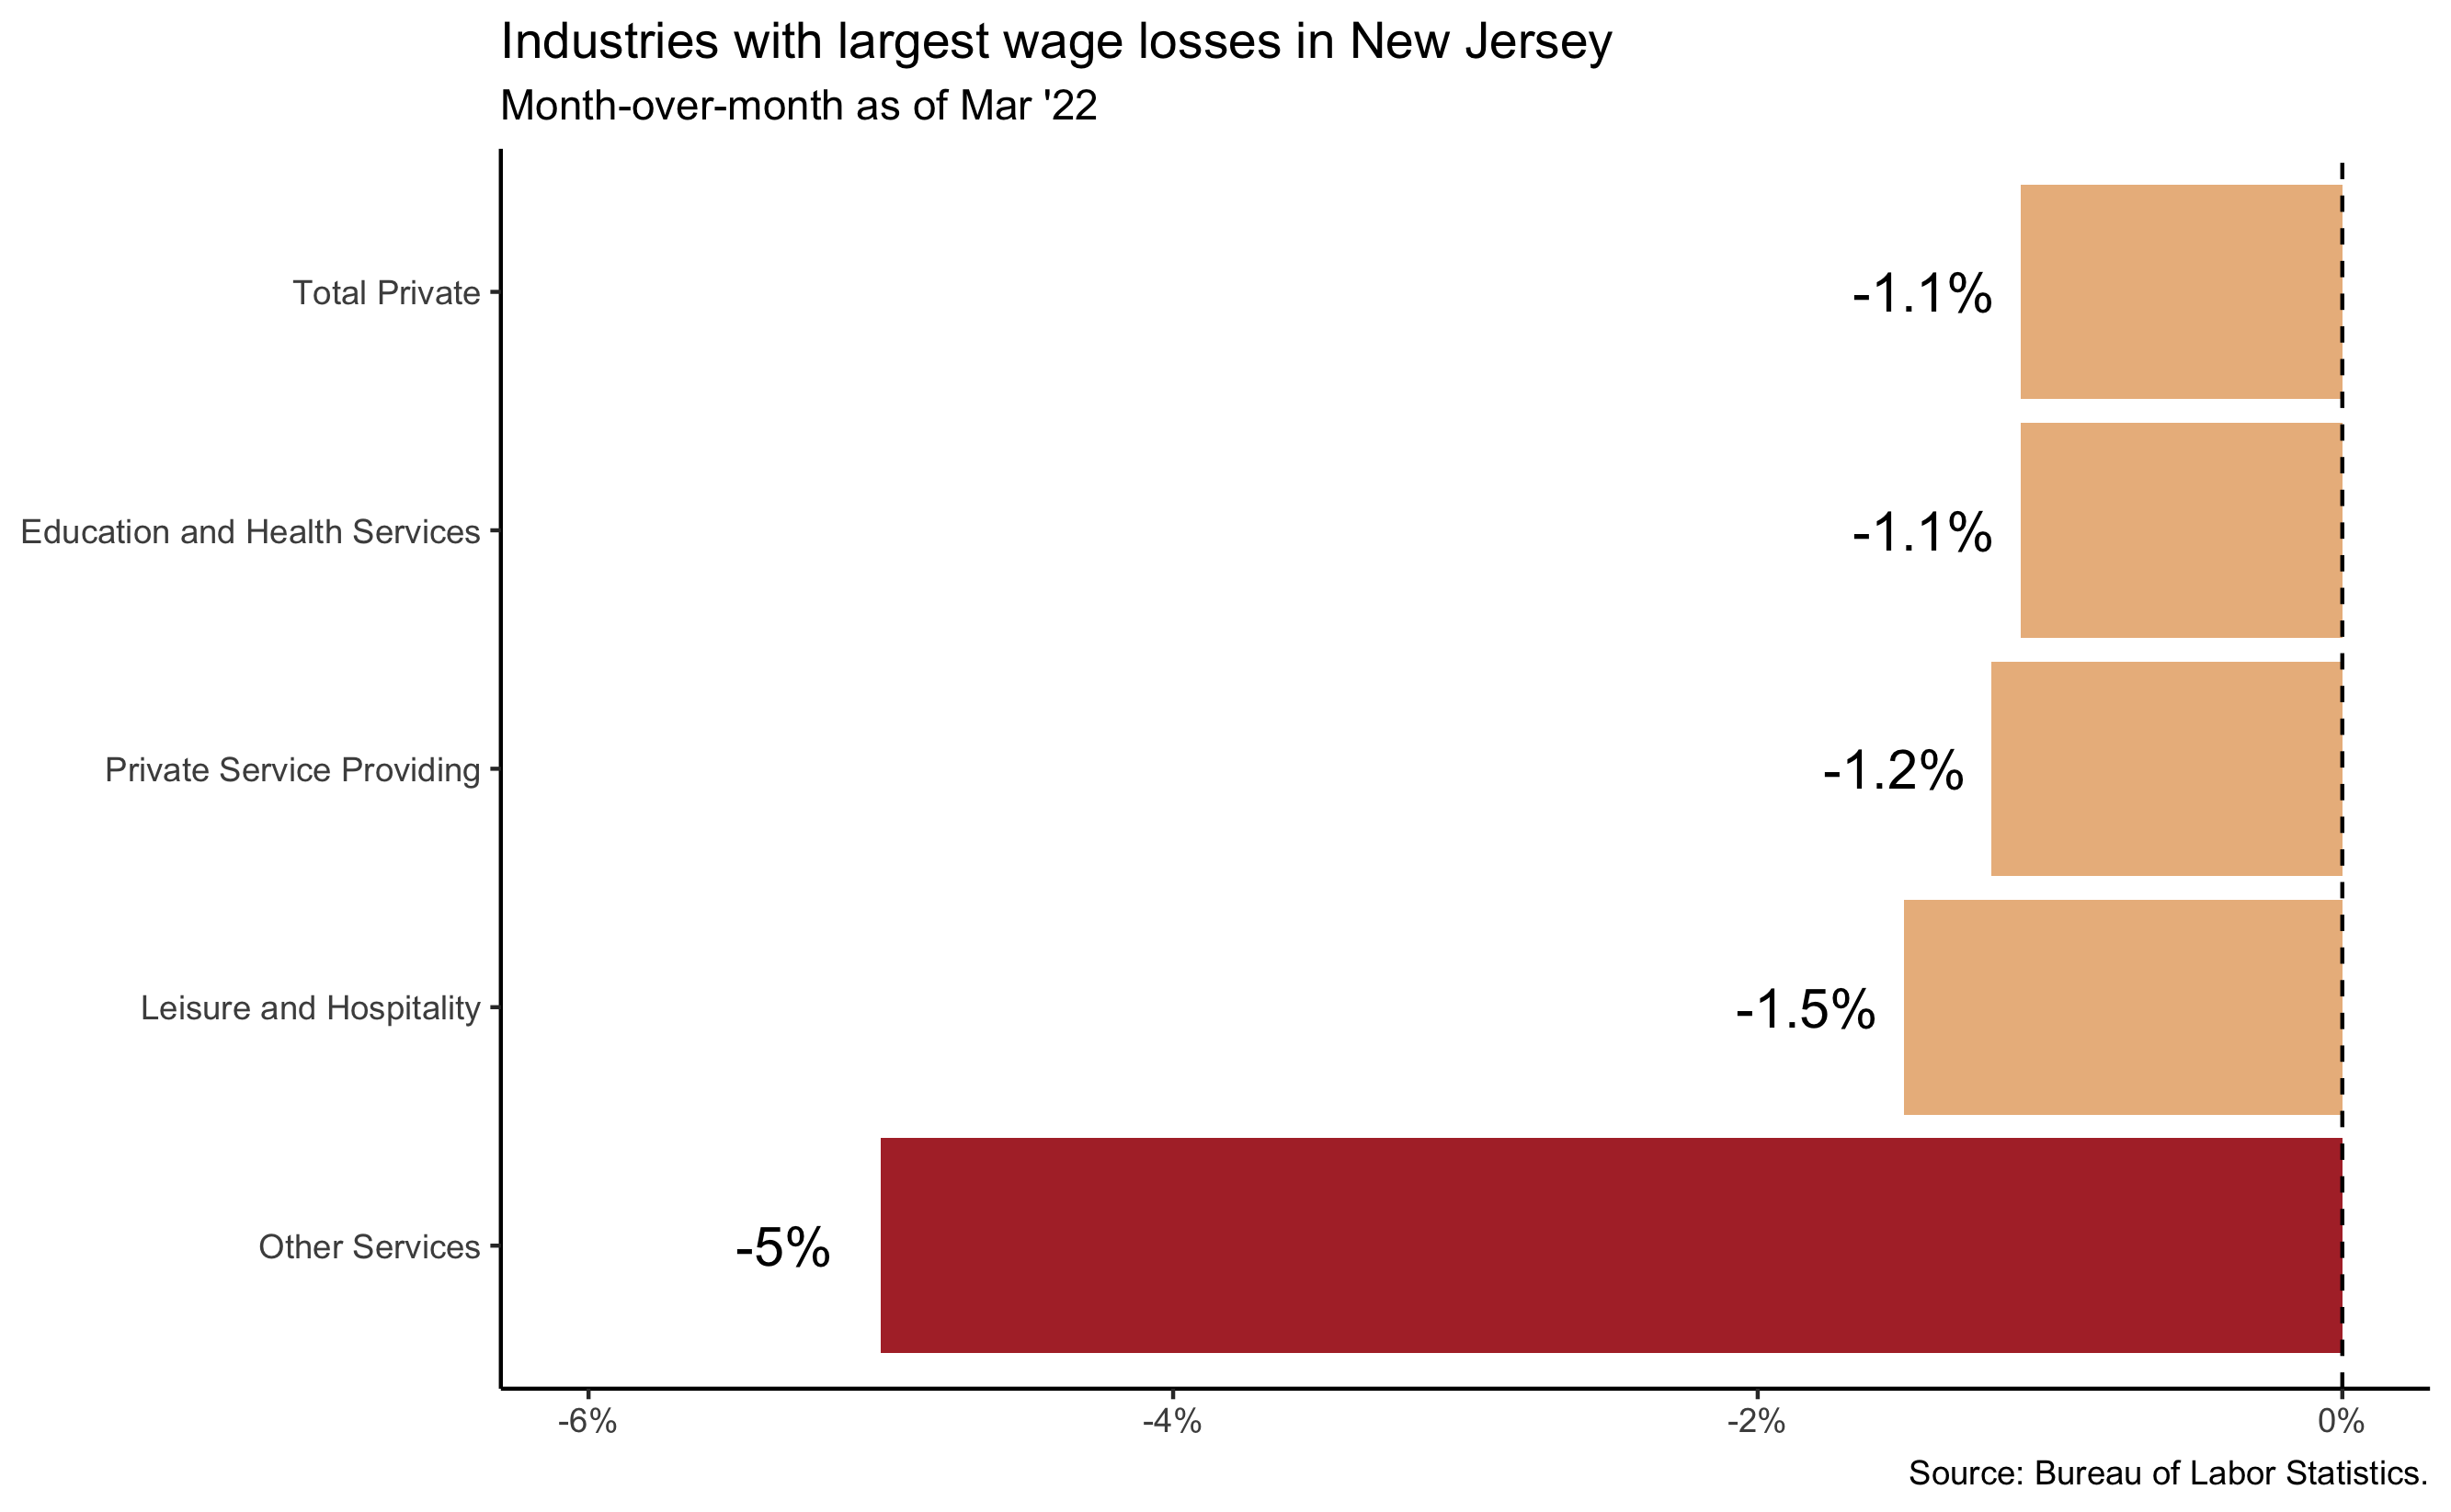 Industries with largest wage losses in New Jersey
Month-over-month as of Mar '22
Total Private
-1.1%
Education and Health Services
-1.1%
Private Service Providing
-1.2%
Leisure and Hospitality
-1.5%
Other Services
-5%
-6%
-4%
-2%
0%
Source: Bureau of Labor Statistics.